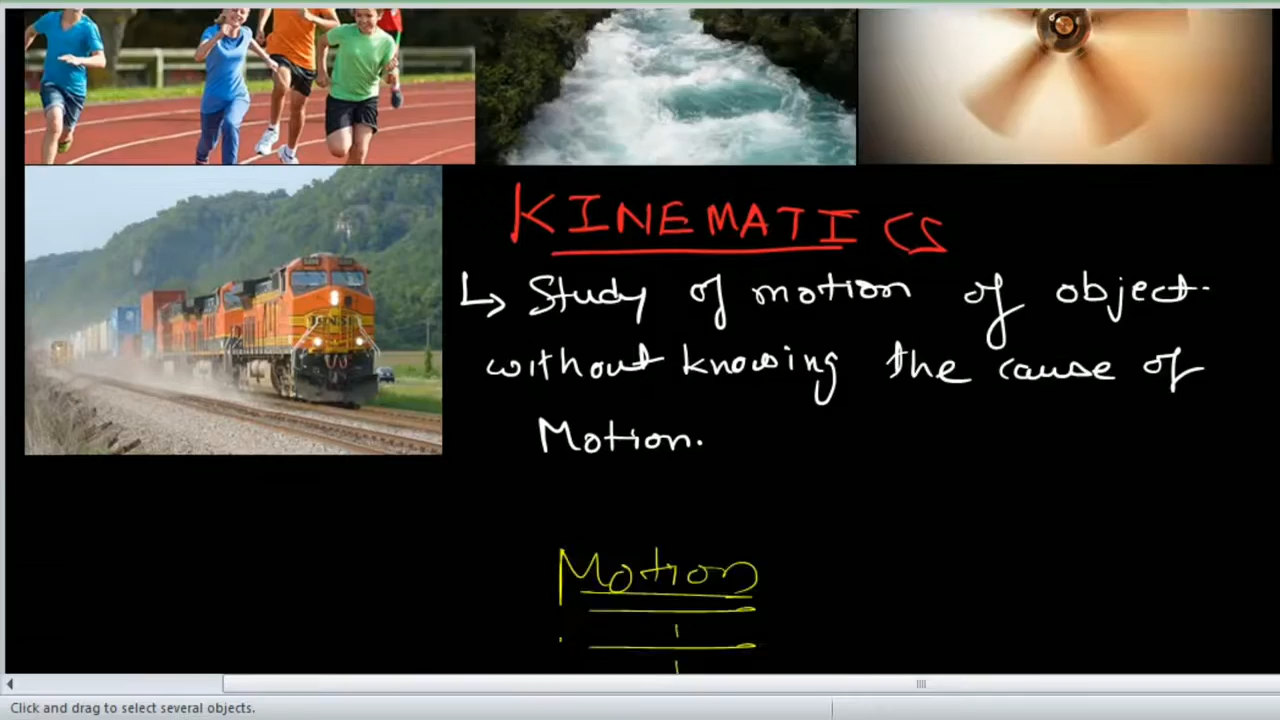 KINEMATICS
↳ Study of motion of object.
without knowing the cause of
Motion.
Motion
Click and drag to select several objects.